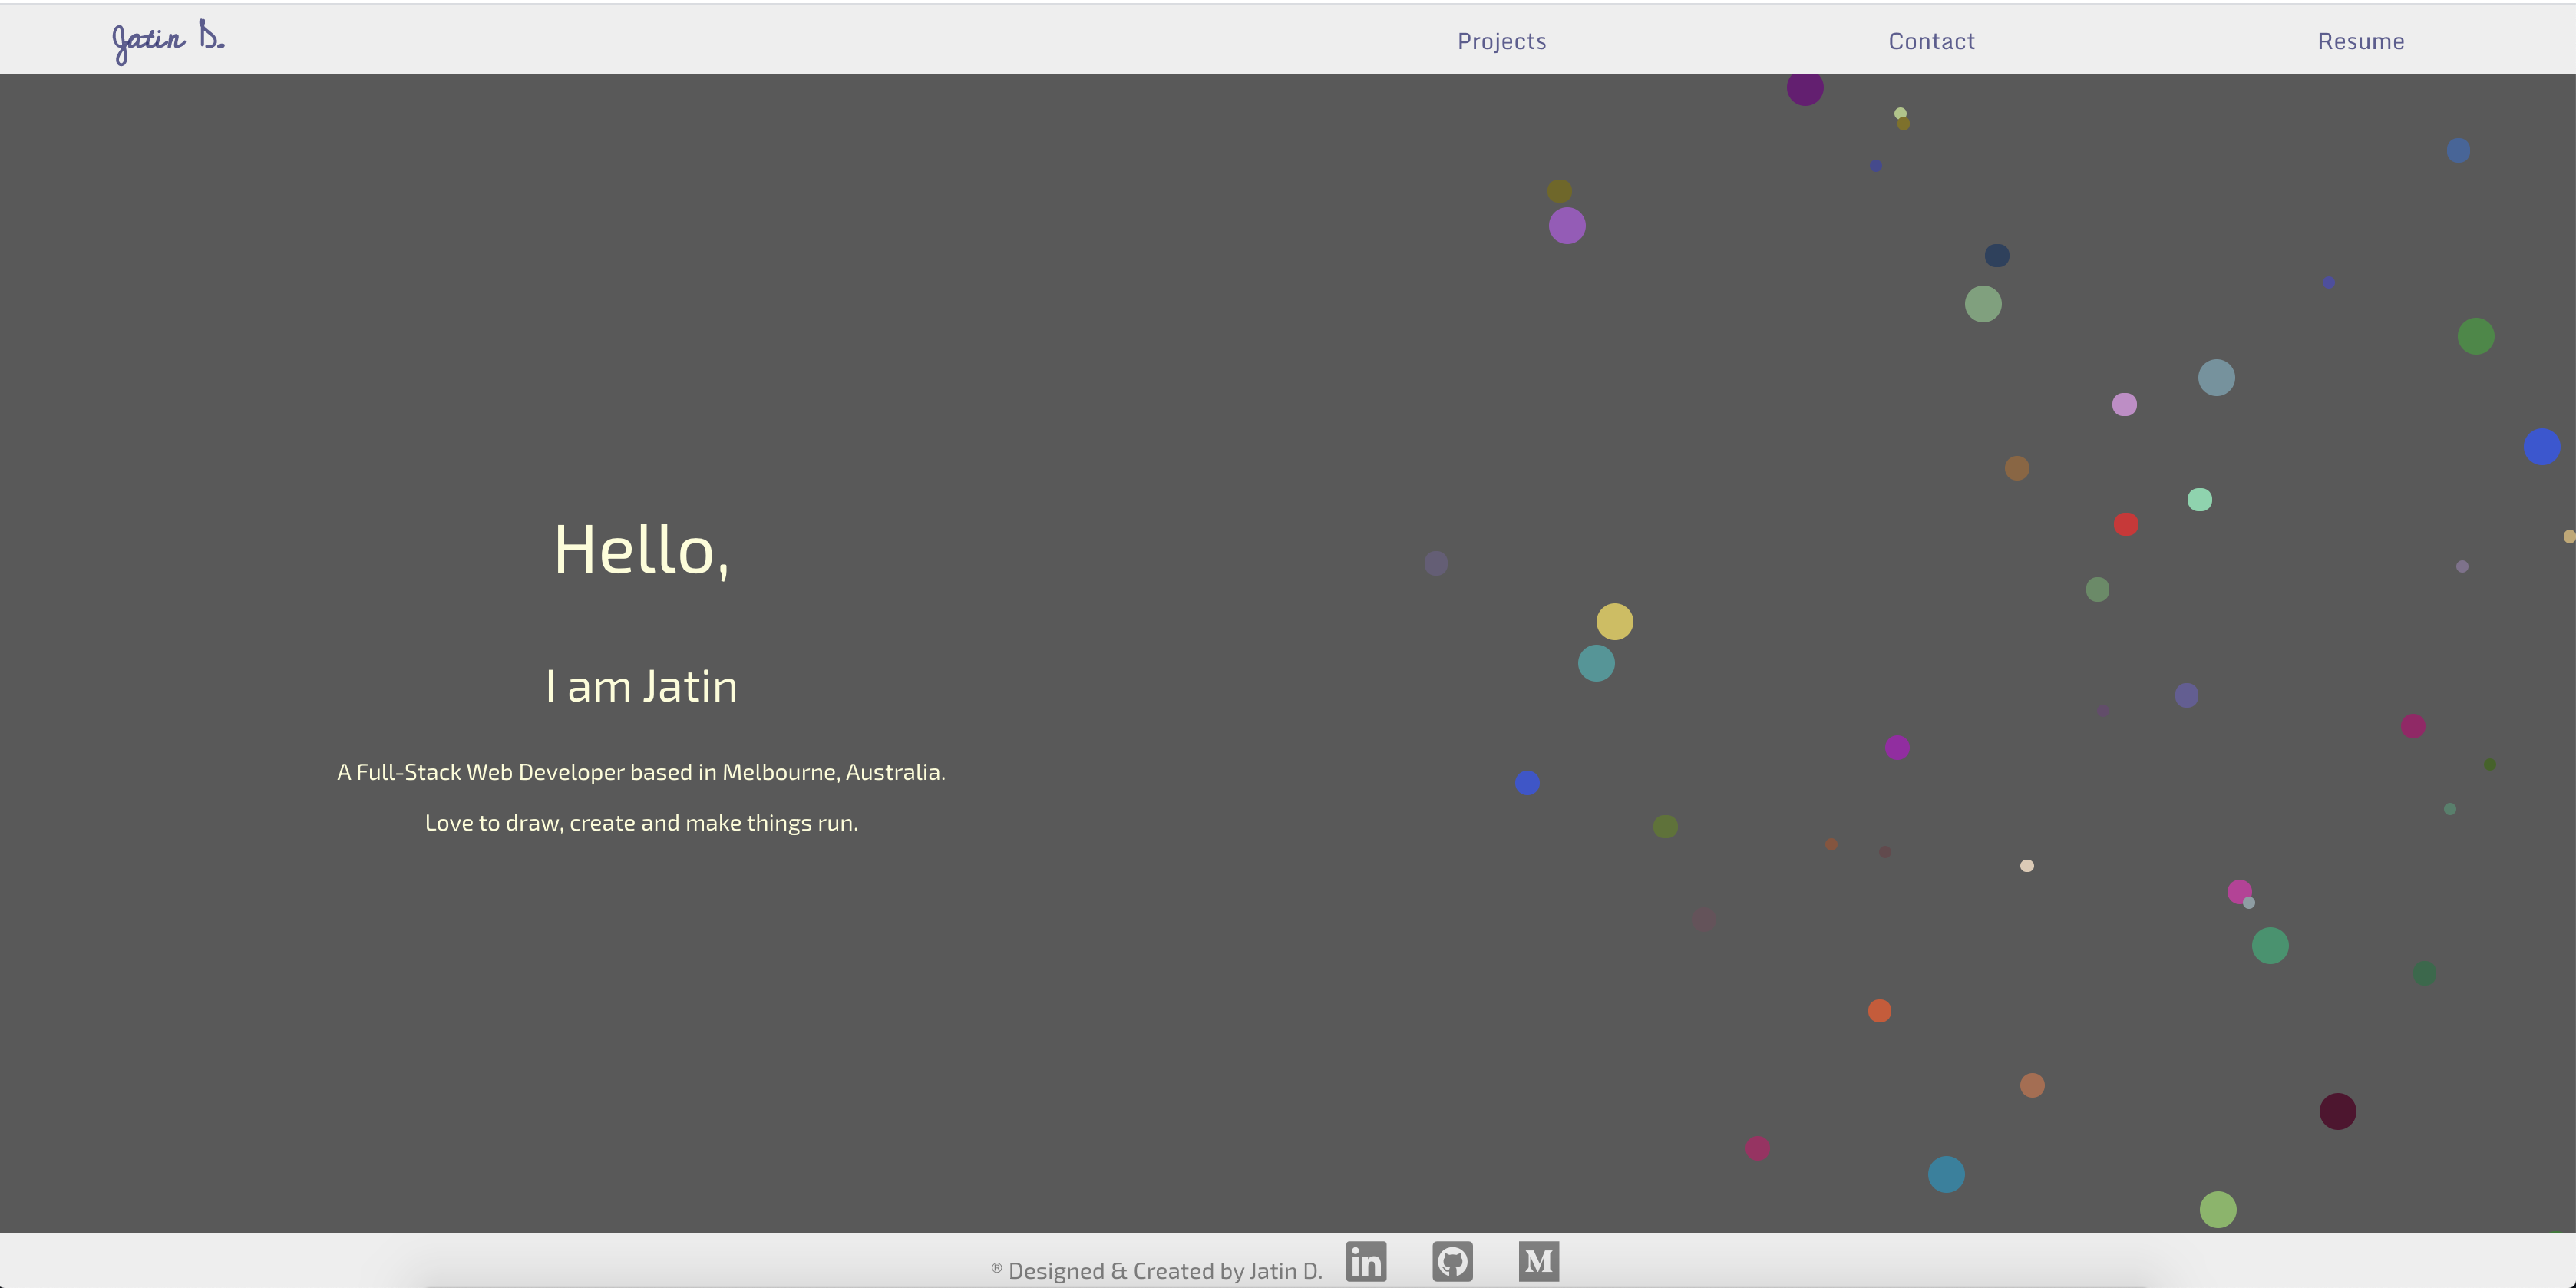 Jatin D.
Projects
Contact
Resume
Hello,
I am Jatin
A Full-Stack Web Developer based in Melbourne, Australia.
Love to draw, create and make things run.
® Designed & Created by Jatin D.
in
M